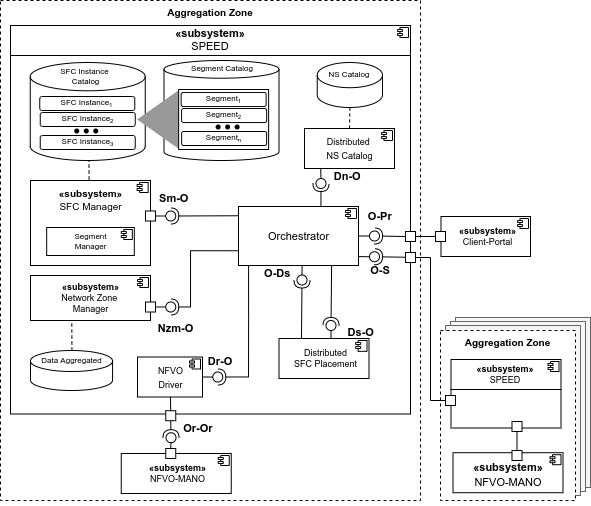 Aggregation Zone
«subsystem»
SPEED
SFC Instance
Catalog
SFC Instance1
SFC Instance2
SFC Instance3
Segment Catalog
Segment1
Segment2
Segmentn
NS Catalog
Distributed
NS Catalog
Dn-O
«subsystem»
SFC Manager
Segment
Manager
Sm-O
Orchestrator
O-Pr
O-S
«subsystem»
Client-Portal
«subsystem»
Network Zone
Manager
Nzm-O
O-Ds
Ds-O
Distributed
SFC Placement
Data Aggregated
NFVO
Driver
Dr-O
Or-Or
«subsystem»
NFVO-MANO
Aggregation Zone
«subsystem»
SPEED
«subsystem»
NFVO-MANO